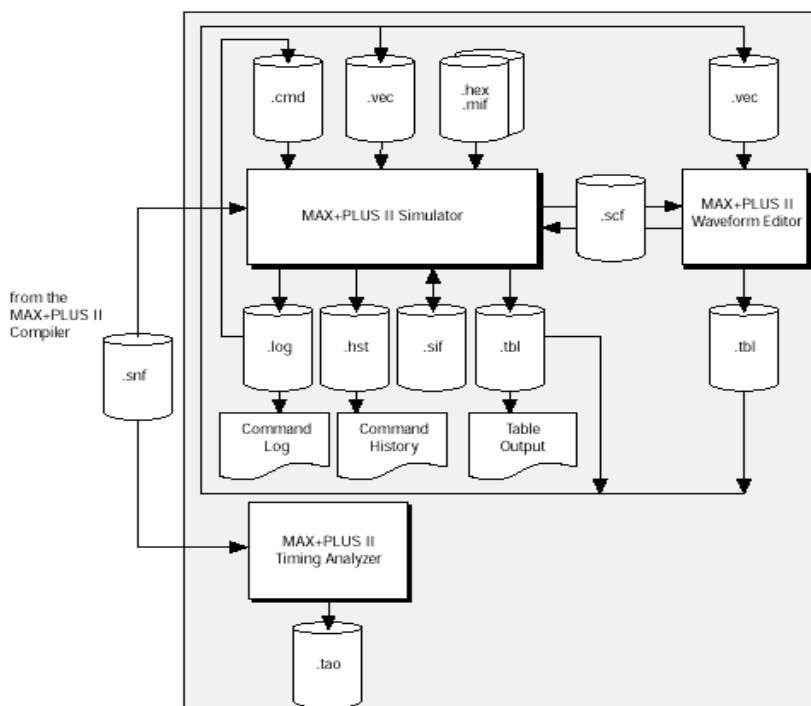 .cmd
.vec
.hex
.mif
.vec
MAX+PLUS II Simulator
.scf
MAX+PLUS II
Waveform Editor
from the
MAX+PLUS II
Compiler
.snf
.log
.hst
.sif
.tbl
.tbl
Command
Log
Command
History
Table
Output
MAX+PLUS II
Timing Analyzer
.tao